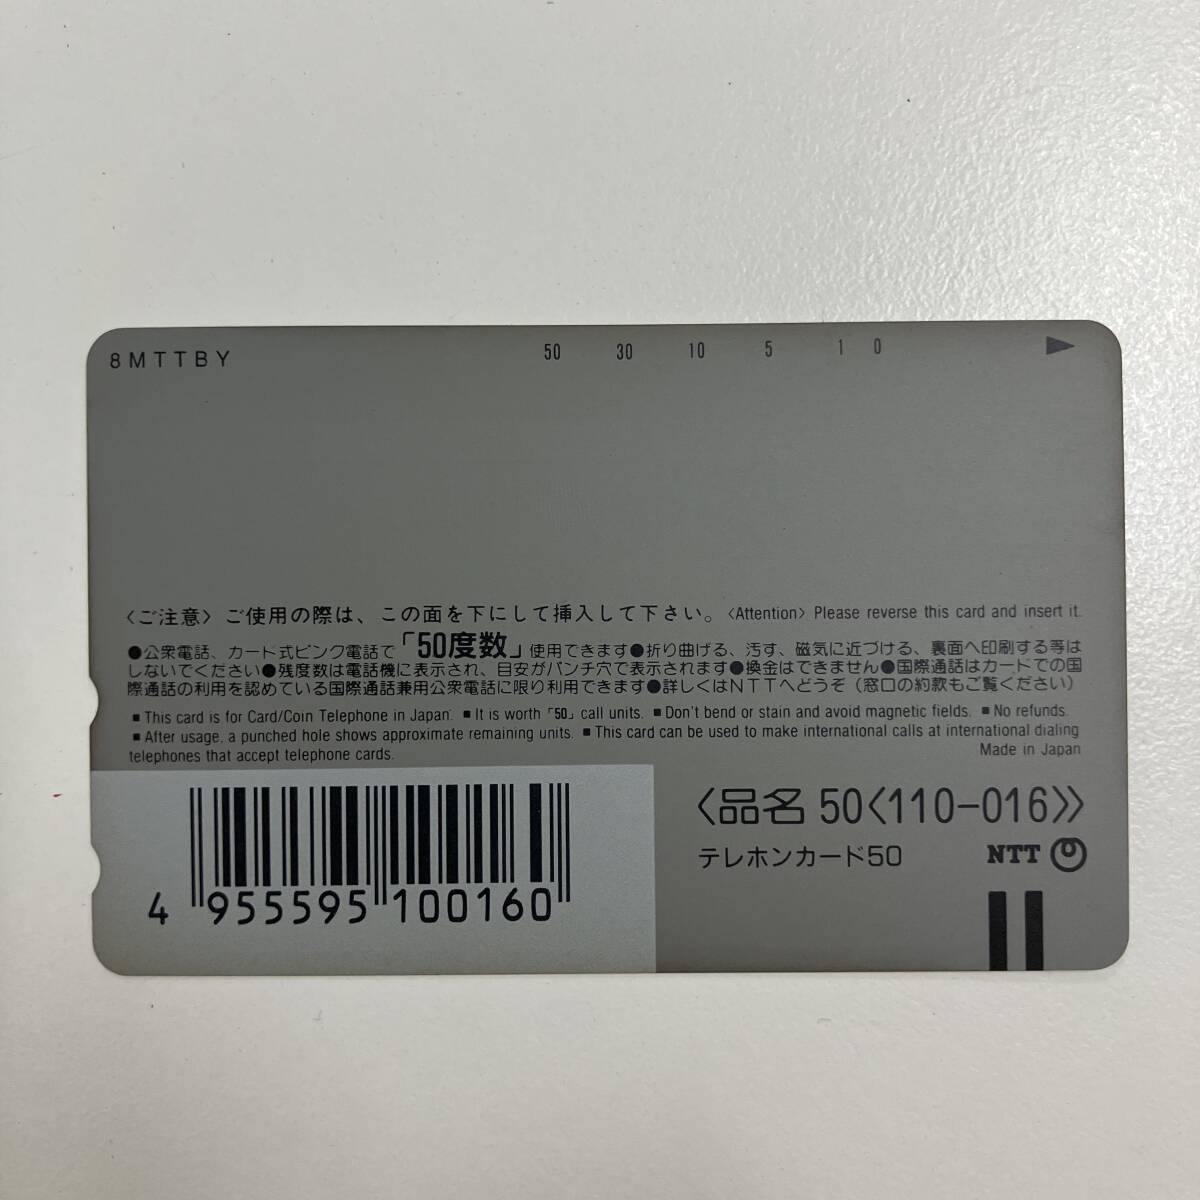 8MTTBY 50 30 10 5 1 0
〈ご注意〉ご使用の際は、この面を下にして挿入して下さい。〈Attention〉Please reverse this card and insert it.
●公衆電話、カード式ピンク電話で「50度数」使用できます●折り曲げる、汚す、磁気に近づける、裏面へ印刷する等は
しないでください●残度数は電話機に表示され、目安がパンチ穴で表示されます●換金はできません●国際通話はカードでの国
際通話の利用を認めている国際通話兼用公衆電話に限り利用できます●詳しくはNTTへどうぞ(窓口の約款もご覧ください)
■This card is for Card/Coin Telephone in Japan. ■It is worth「50」call units. ■Don't bend or stain and avoid magnetic fields. ■No refunds.
■After usage, a punched hole shows approximate remaining units. ■This card can be used to make international calls at international dialing
telephones that accept telephone cards. Made in Japan
〈品名 50〈110-016〉〉
テレホンカード50 NTT
4 955595 100160